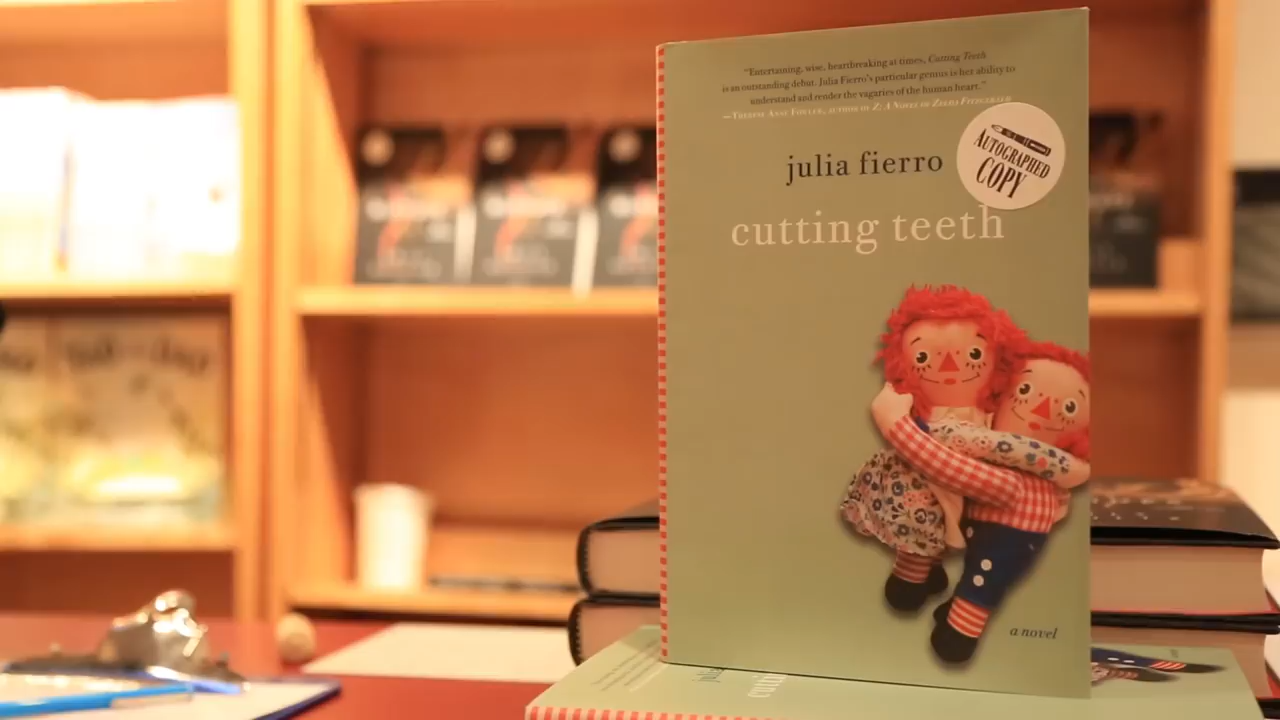 "Entertaining, wise, heartbreaking at times, Cutting Teeth
is an outstanding debut. Julia Fierro's particular genius is her ability to
understand and render the vagaries of the human heart."
—Therese Anne Fowler, author of Z: A Novel of Zelda Fitzgerald
AUTOGRAPHED
COPY
julia fierro
cutting teeth
a novel
julia
cutti